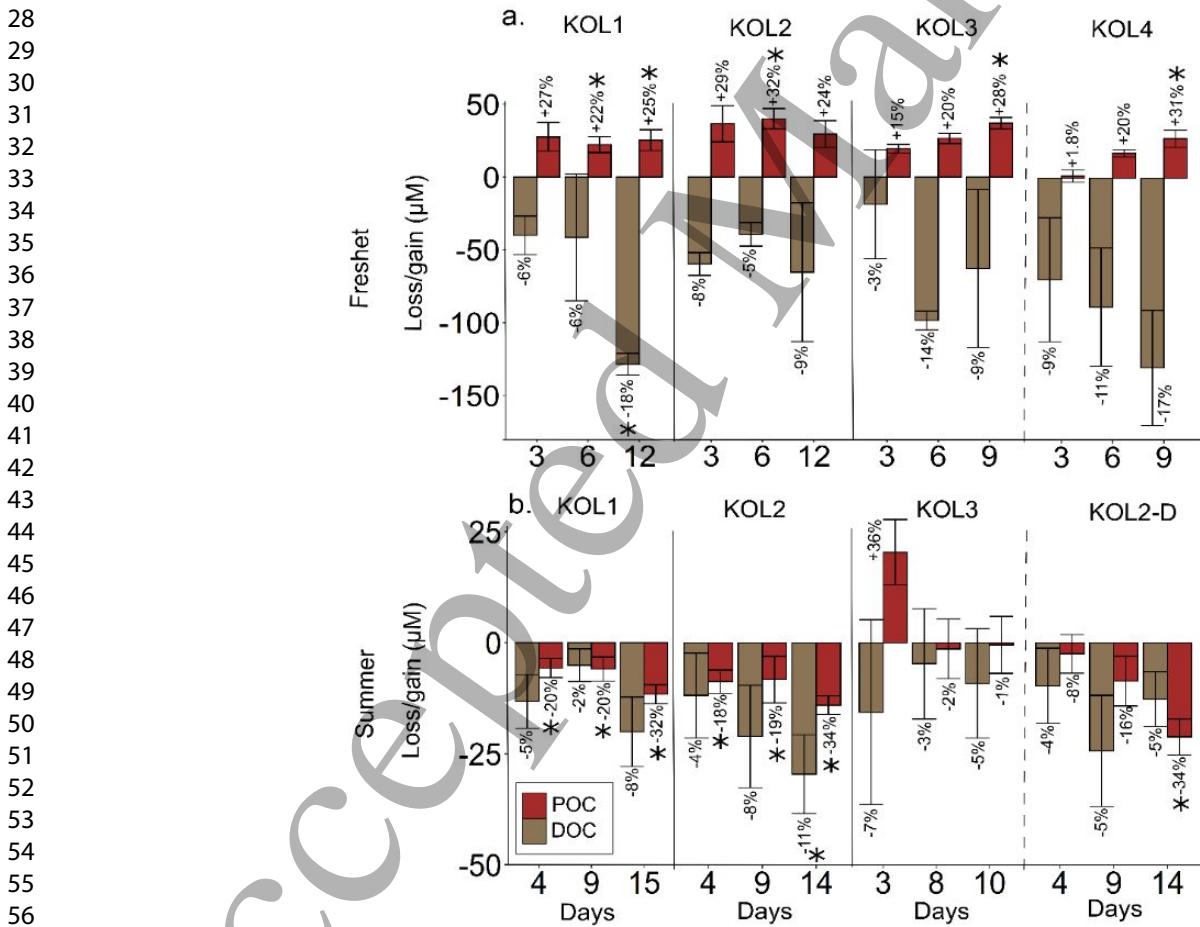 28
29
30
31
32
33
34
35
36
37
38
39
40
41
42
43
44
45
46
47
48
49
50
51
52
53
54
55
56
a.
KOL1 KOL2 KOL3 KOL4
Freshet
Loss/gain (µM)
50
0
-50
-100
-150
+27% +22%* +25%* +29% +32%* +24% +15% +20% +28%* +1.8% +20% +31%*
-6% -6% *-18% -8% -5% -9% -3% -14% -9% -9% -11% -17%
3 6 12 3 6 12 3 6 9 3 6 9
b. KOL1 KOL2 KOL3 KOL2-D
Summer
Loss/gain (µM)
25
0
-25
-50
-5% *-20% -2% *-20% -8% *-32%
-4% *-18% -8% *-19% -11%* *-34%
-7% +36% -3% -2% -5% -1%
-4% -8% -5% -16% -5% *-34%
POC
DOC
4 9 15 4 9 14 3 8 10 4 9 14
Days Days Days Days
Accepted Ma